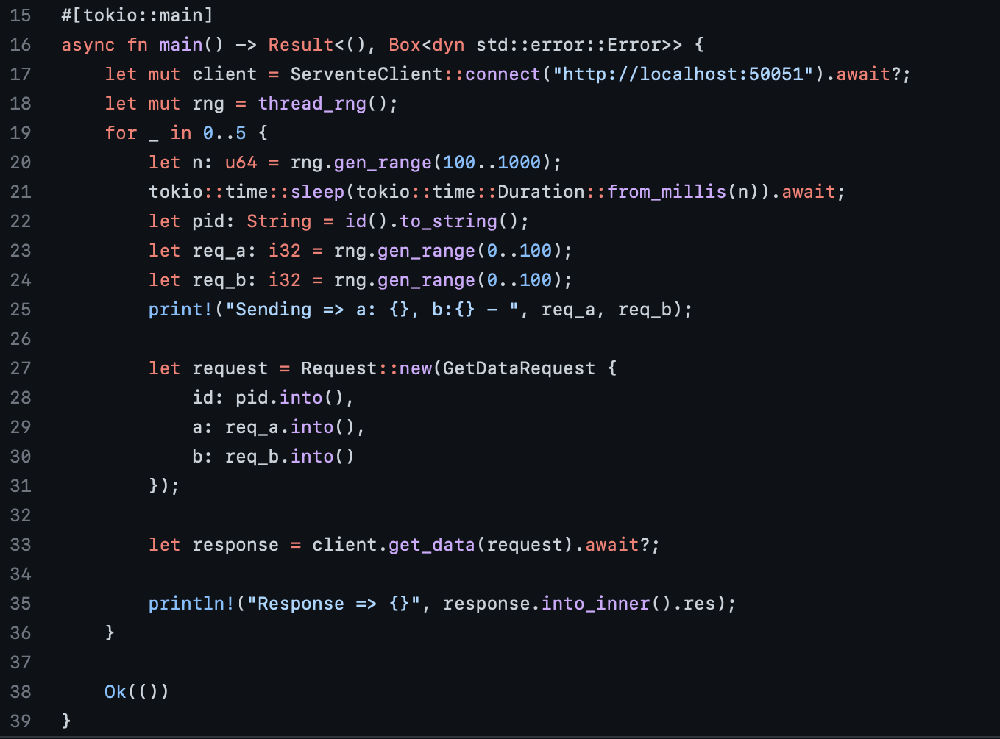 15 #[tokio::main]
16 async fn main() -> Result<(), Box<dyn std::error::Error>> {
17     let mut client = ServenteClient::connect("http://localhost:50051").await?;
18     let mut rng = thread_rng();
19     for _ in 0..5 {
20         let n: u64 = rng.gen_range(100..1000);
21         tokio::time::sleep(tokio::time::Duration::from_millis(n)).await;
22         let pid: String = id().to_string();
23         let req_a: i32 = rng.gen_range(0..100);
24         let req_b: i32 = rng.gen_range(0..100);
25         print!("Sending => a: {}, b:{} - ", req_a, req_b);
26
27         let request = Request::new(GetDataRequest {
28             id: pid.into(),
29             a: req_a.into(),
30             b: req_b.into()
31         });
32
33         let response = client.get_data(request).await?;
34
35         println!("Response => {}", response.into_inner().res);
36     }
37
38     Ok(())
39 }